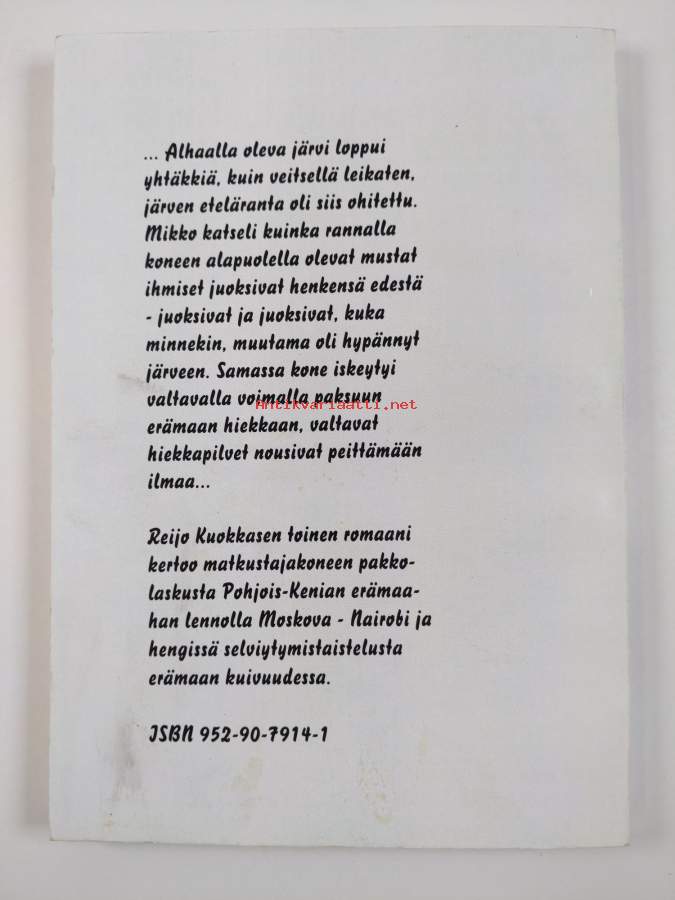 ... Alhaalla oleva järvi loppui
yhtäkkiä, kuin veitsellä leikaten,
järven eteläranta oli siis ohitettu.
Mikko katseli kuinka rannalla
koneen alapuolella olevat mustat
ihmiset juoksivat henkensä edestä
- juoksivat ja juoksivat, kuka
minnekin, muutama oli hypännyt
järveen. Samassa kone iskeytyi
valtavalla voimalla paksuun
Antikvariaatti.net
erämaan hiekkaan, valtavat
hiekkapilvet nousivat peittämään
ilmaa...
Reijo Kuokkasen toinen romaani
kertoo matkustajakoneen pakko-
laskusta Pohjois-Kenian erämaa-
han lennolla Moskova - Nairobi ja
hengissä selviytymistaistelusta
erämaan kuivuudessa.
ISBN 952-90-7914-1